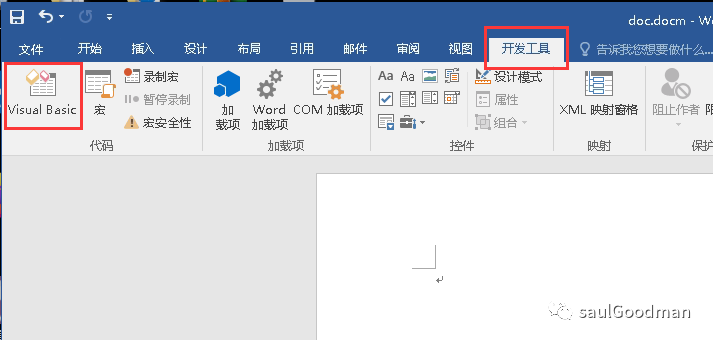 doc.docm - W
文件 开始 插入 设计 布局 引用 邮件 审阅 视图 开发工具 告诉我您想要做什么...
Visual Basic 宏 录制宏 加载项 Word 加载项 COM 加载项 Aa Aa 设计模式 XML 映射窗格 阻止作者
暂停录制 属性
宏安全性 组合
代码 加载项 控件 映射 保护
saulGoodman